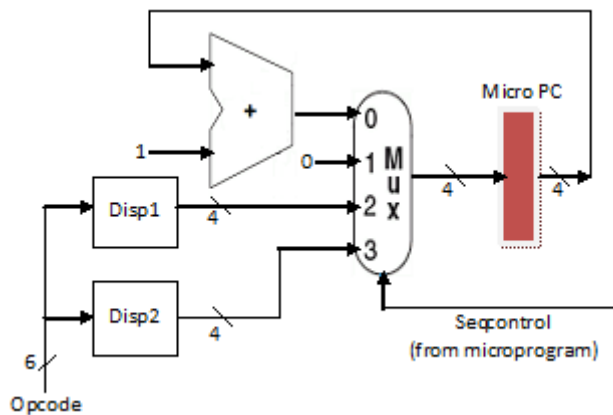 Micro PC
+
0
1
0
1
M
u
x
4
4
Disp1
4
2
3
Disp2
4
Seqcontrol
(from microprogram)
6
Opcode